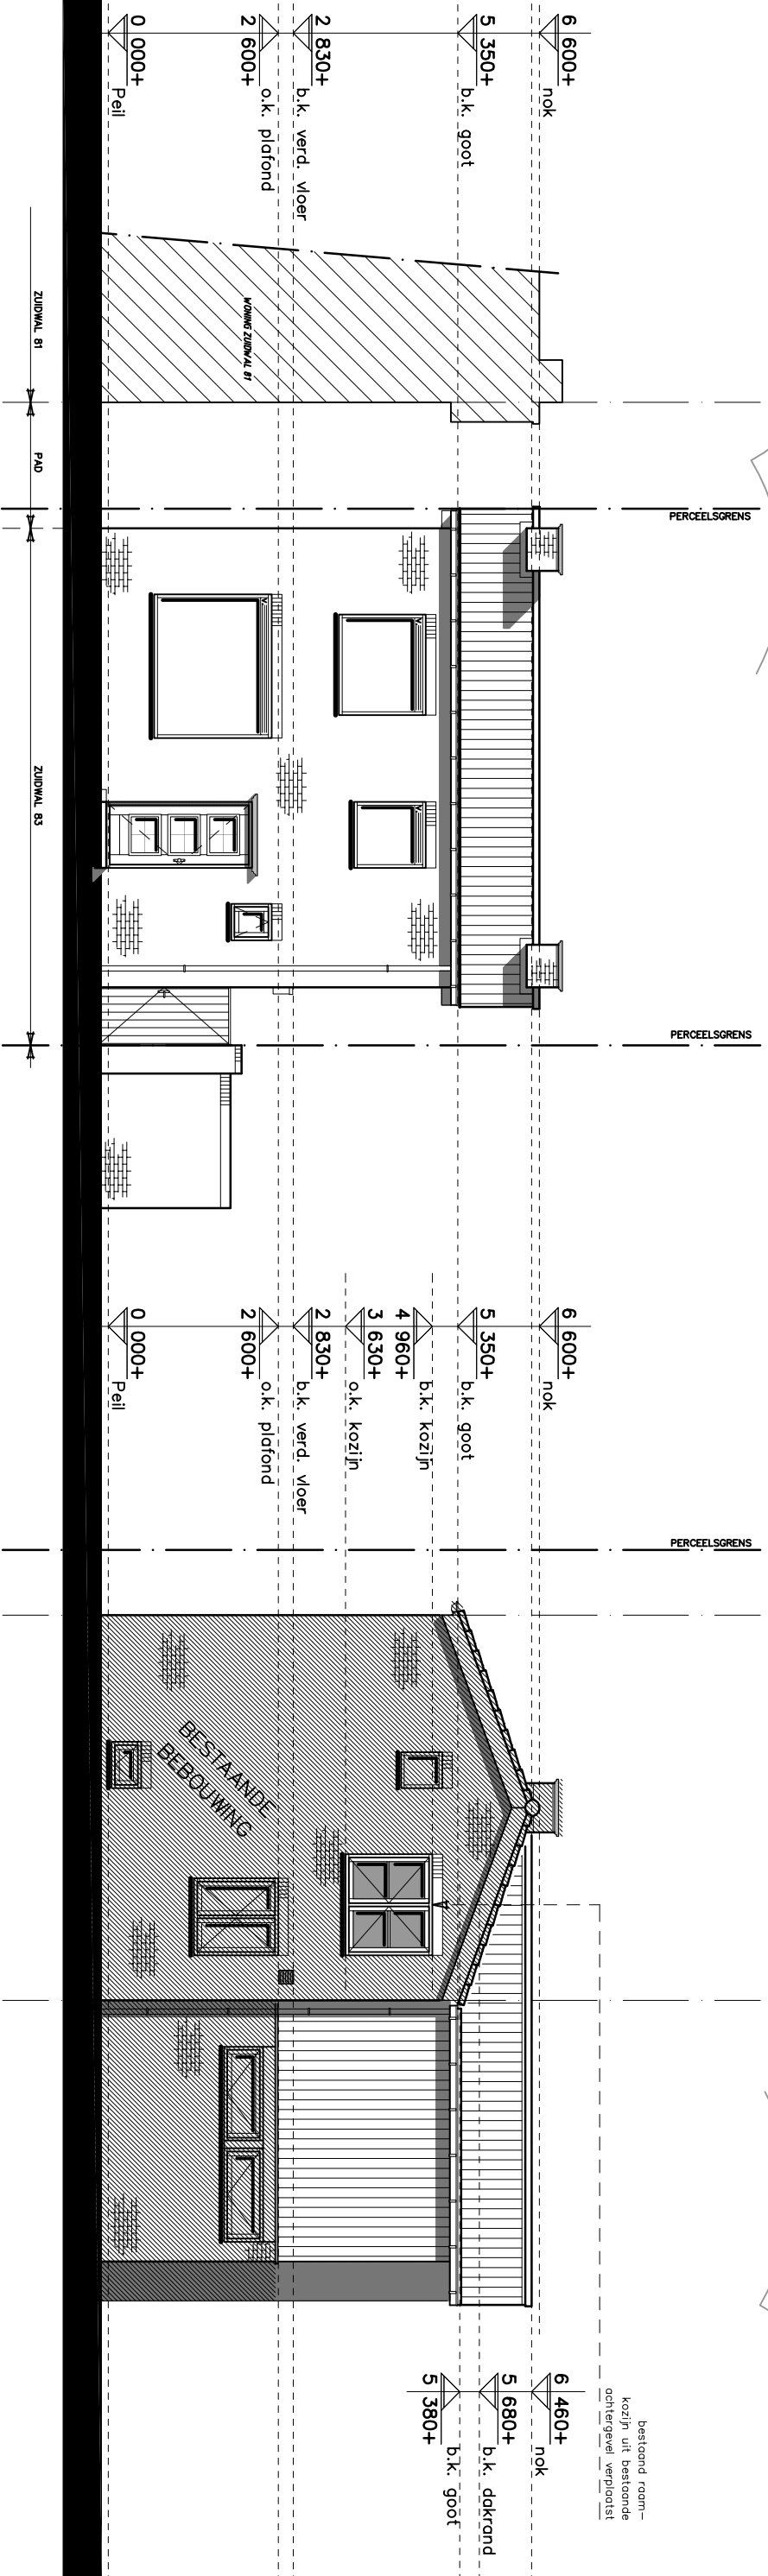 6 600+
nok
5 350+
b.k. goot
2 830+
b.k. verd. vloer
2 600+
o.k. plafond
0 000+
Peil
WONING ZUIDWAL 81
ZUIDWAL 81
PAD
ZUIDWAL 83
PERCEELSGRENS
PERCEELSGRENS
6 600+
nok
5 350+
b.k. goot
4 960+
b.k. kozijn
3 630+
o.k. kozijn
2 830+
b.k. verd. vloer
2 600+
o.k. plafond
0 000+
Peil
PERCEELSGRENS
BESTAANDE
BEBOUWING
bestaand raam-
kozijn uit bestaande
achtergevel verplaatst
6 460+
nok
5 680+
b.k. dakrand
5 380+
b.k. goot